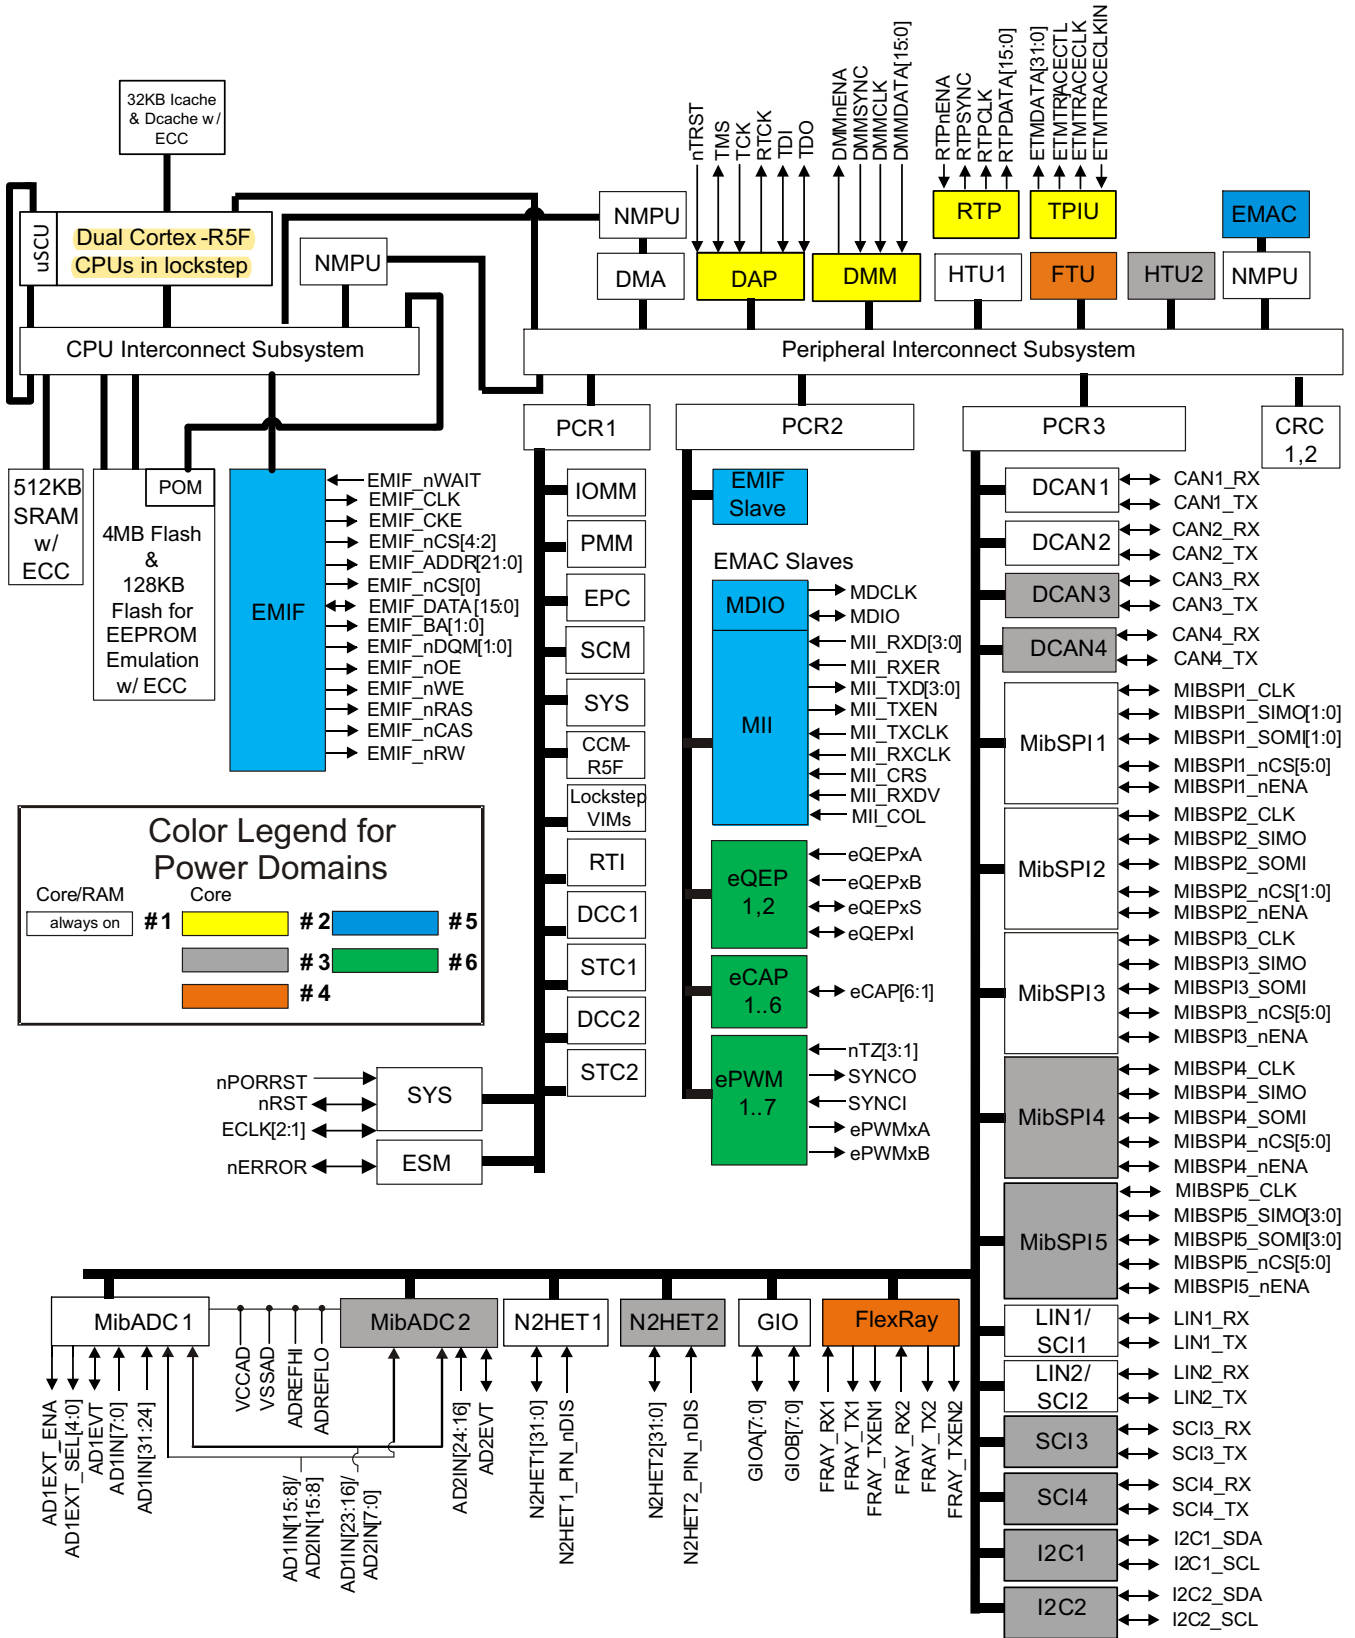 nTRST
TMS
TCK
RTCK
TDI
TDO
DMMnENA
DMMSYNC
DMMCLK
DMMDATA[15:0]
RTPnENA
RTPSYNC
RTPCLK
RTPDATA[15:0]
ETMDATA[31:0]
ETMTRACECTL
ETMTRACECLK
ETMTRACECLKIN
32KB Icache
& Dcache w/
ECC
uSCU
Dual Cortex-R5F
CPUs in lockstep
NMPU
NMPU
DMA
DAP
DMM
RTP
TPIU
HTU1
FTU
HTU2
EMAC
NMPU
CPU Interconnect Subsystem
Peripheral Interconnect Subsystem
PCR1
PCR2
PCR3
CRC
1,2
512KB
SRAM
w/
ECC
POM
4MB Flash
&
128KB
Flash for
EEPROM
Emulation
w/ ECC
EMIF
EMIF_nWAIT
EMIF_CLK
EMIF_CKE
EMIF_nCS[4:2]
EMIF_ADDR[21:0]
EMIF_nCS[0]
EMIF_DATA[15:0]
EMIF_BA[1:0]
EMIF_nDQM[1:0]
EMIF_nOE
EMIF_nWE
EMIF_nRAS
EMIF_nCAS
EMIF_nRW
IOMM
PMM
EPC
SCM
SYS
CCM-
R5F
Lockstep
VIMs
RTI
DCC1
STC1
DCC2
STC2
EMIF
Slave
EMAC Slaves
MDIO
MDCLK
MDIO
MII
MII_RXD[3:0]
MII_RXER
MII_TXD[3:0]
MII_TXEN
MII_TXCLK
MII_RXCLK
MII_CRS
MII_RXDV
MII_COL
eQEP
1,2
eQEPxA
eQEPxB
eQEPxS
eQEPxI
eCAP
1..6
eCAP[6:1]
ePWM
1..7
nTZ[3:1]
SYNCO
SYNCI
ePWMxA
ePWMxB
DCAN1
CAN1_RX
CAN1_TX
DCAN2
CAN2_RX
CAN2_TX
DCAN3
CAN3_RX
CAN3_TX
DCAN4
CAN4_RX
CAN4_TX
MibSPI1
MIBSPI1_CLK
MIBSPI1_SIMO[1:0]
MIBSPI1_SOMI[1:0]
MIBSPI1_nCS[5:0]
MIBSPI1_nENA
MibSPI2
MIBSPI2_CLK
MIBSPI2_SIMO
MIBSPI2_SOMI
MIBSPI2_nCS[1:0]
MIBSPI2_nENA
MibSPI3
MIBSPI3_CLK
MIBSPI3_SIMO
MIBSPI3_SOMI
MIBSPI3_nCS[5:0]
MIBSPI3_nENA
MibSPI4
MIBSPI4_CLK
MIBSPI4_SIMO
MIBSPI4_SOMI
MIBSPI4_nCS[5:0]
MIBSPI4_nENA
MibSPI5
MIBSPI5_CLK
MIBSPI5_SIMO[3:0]
MIBSPI5_SOMI[3:0]
MIBSPI5_nCS[5:0]
MIBSPI5_nENA
LIN1/
SCI1
LIN1_RX
LIN1_TX
LIN2/
SCI2
LIN2_RX
LIN2_TX
SCI3
SCI3_RX
SCI3_TX
SCI4
SCI4_RX
SCI4_TX
I2C1
I2C1_SDA
I2C1_SCL
I2C2
I2C2_SDA
I2C2_SCL
Color Legend for
Power Domains
Core/RAM
Core
always on
#1
#2
#5
#3
#6
#4
nPORRST
nRST
ECLK[2:1]
SYS
nERROR
ESM
MibADC1
MibADC2
N2HET1
N2HET2
GIO
FlexRay
AD1EXT_ENA
AD1EXT_SEL[4:0]
AD1EVT
AD1IN[7:0]
AD1IN[31:24]
VCCAD
VSSAD
ADREFHI
ADREFLO
AD1IN[15:8]/
AD2IN[15:8]
AD1IN[23:16]/
AD2IN[7:0]
AD2IN[24:16]
AD2EVT
N2HET1[31:0]
N2HET1_PIN_nDIS
N2HET2[31:0]
N2HET2_PIN_nDIS
GIOA[7:0]
GIOB[7:0]
FRAY_RX1
FRAY_TX1
FRAY_TXEN1
FRAY_RX2
FRAY_TX2
FRAY_TXEN2